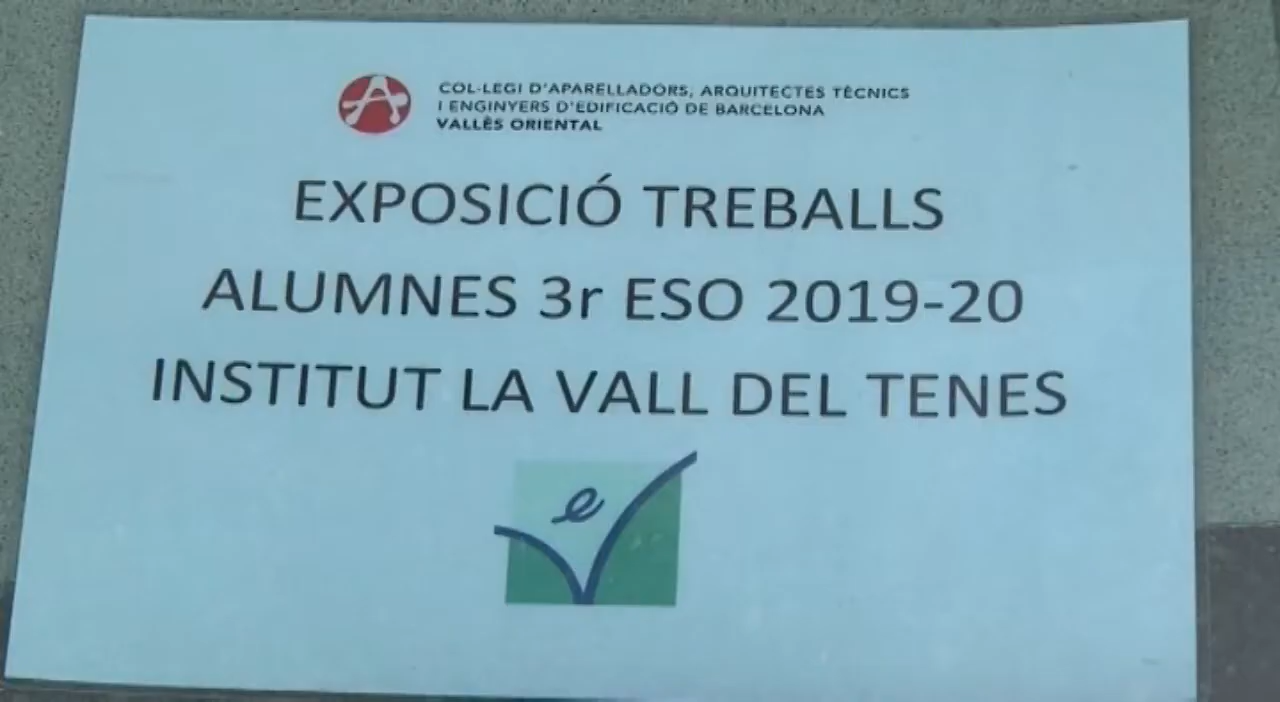 COL·LEGI D'APARELLADORS, ARQUITECTES TÈCNICS
I ENGINYERS D'EDIFICACIÓ DE BARCELONA
VALLÈS ORIENTAL
EXPOSICIÓ TREBALLS
ALUMNES 3r ESO 2019-20
INSTITUT LA VALL DEL TENES
e